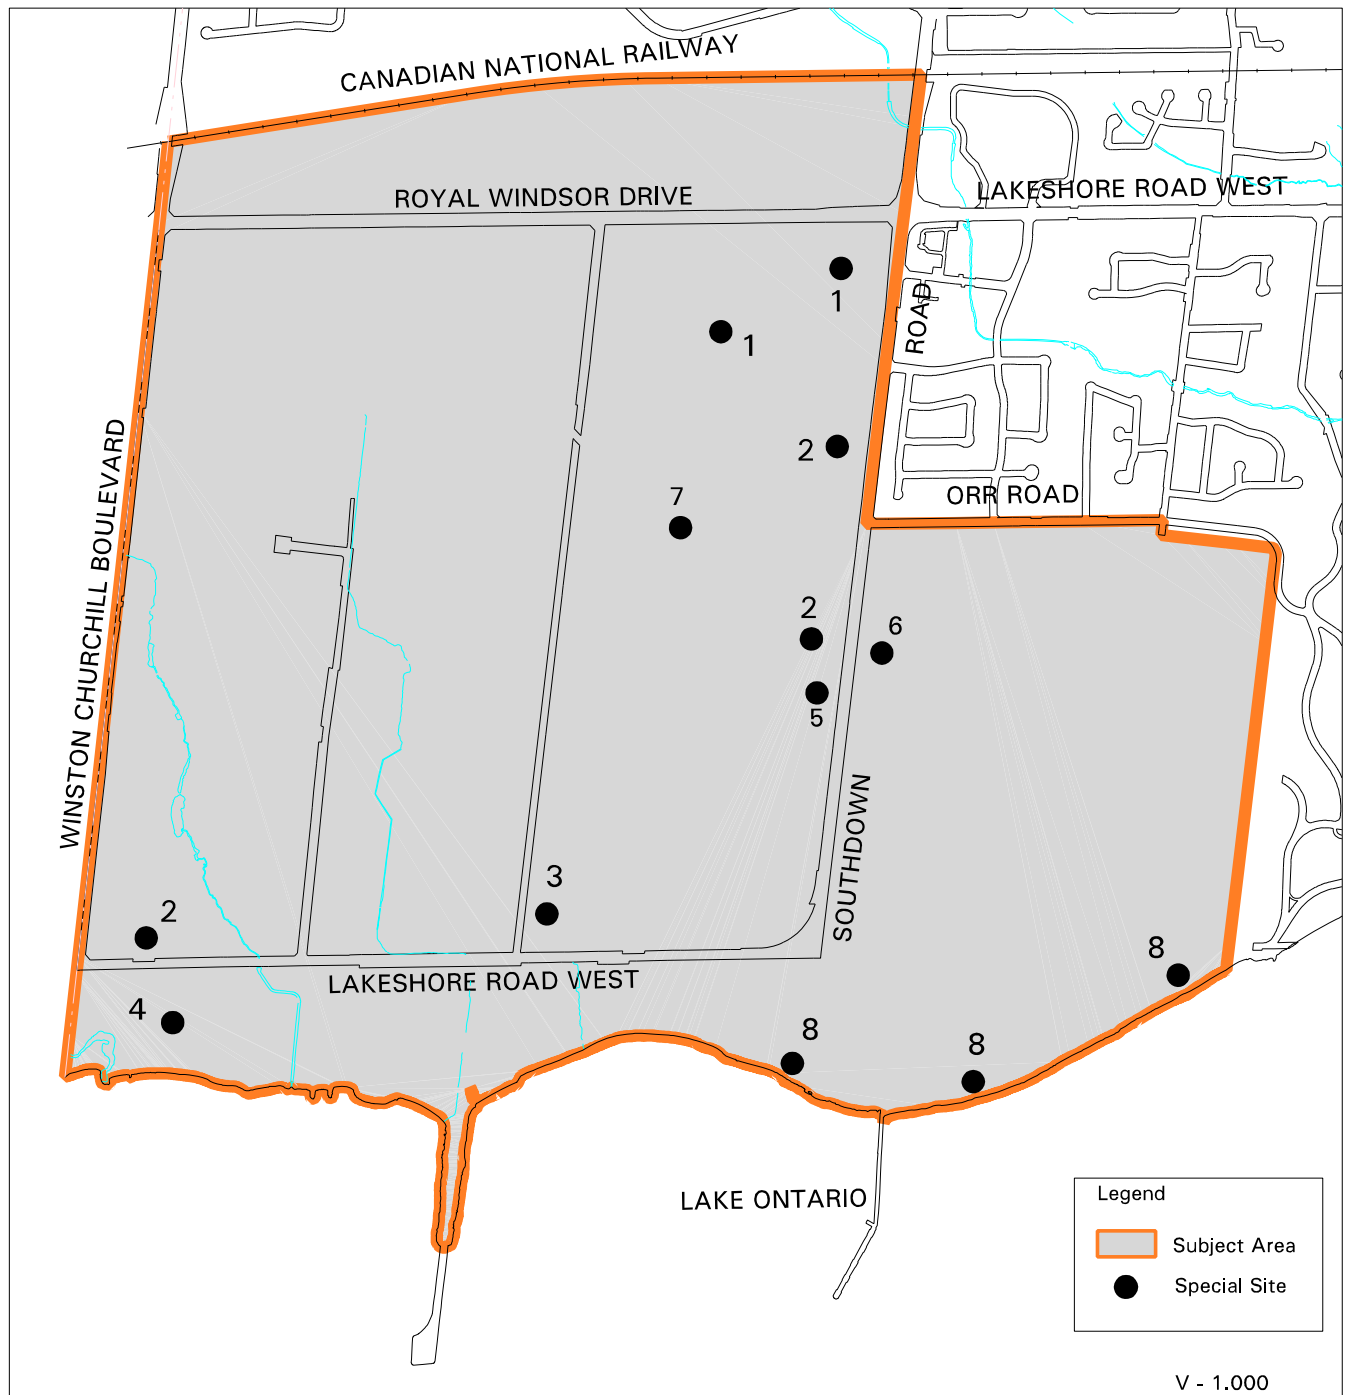 CANADIAN NATIONAL RAILWAY
ROYAL WINDSOR DRIVE
LAKESHORE ROAD WEST
1
1
ROAD
2
7
ORR ROAD
WINSTON CHURCHILL BOULEVARD
2
6
5
SOUTHDOWN
3
2
8
LAKESHORE ROAD WEST
4
8
8
LAKE ONTARIO
Legend
Subject Area
Special Site
V - 1.000